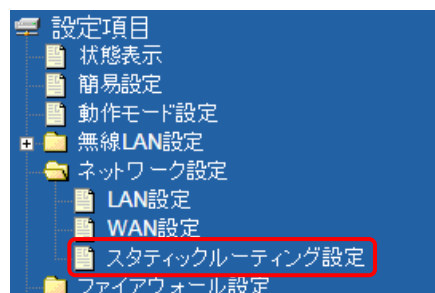 設定項目
状態表示
簡易設定
動作モード設定
無線LAN設定
ネットワーク設定
LAN設定
WAN設定
スタティックルーティング設定
ファイアウォール設定